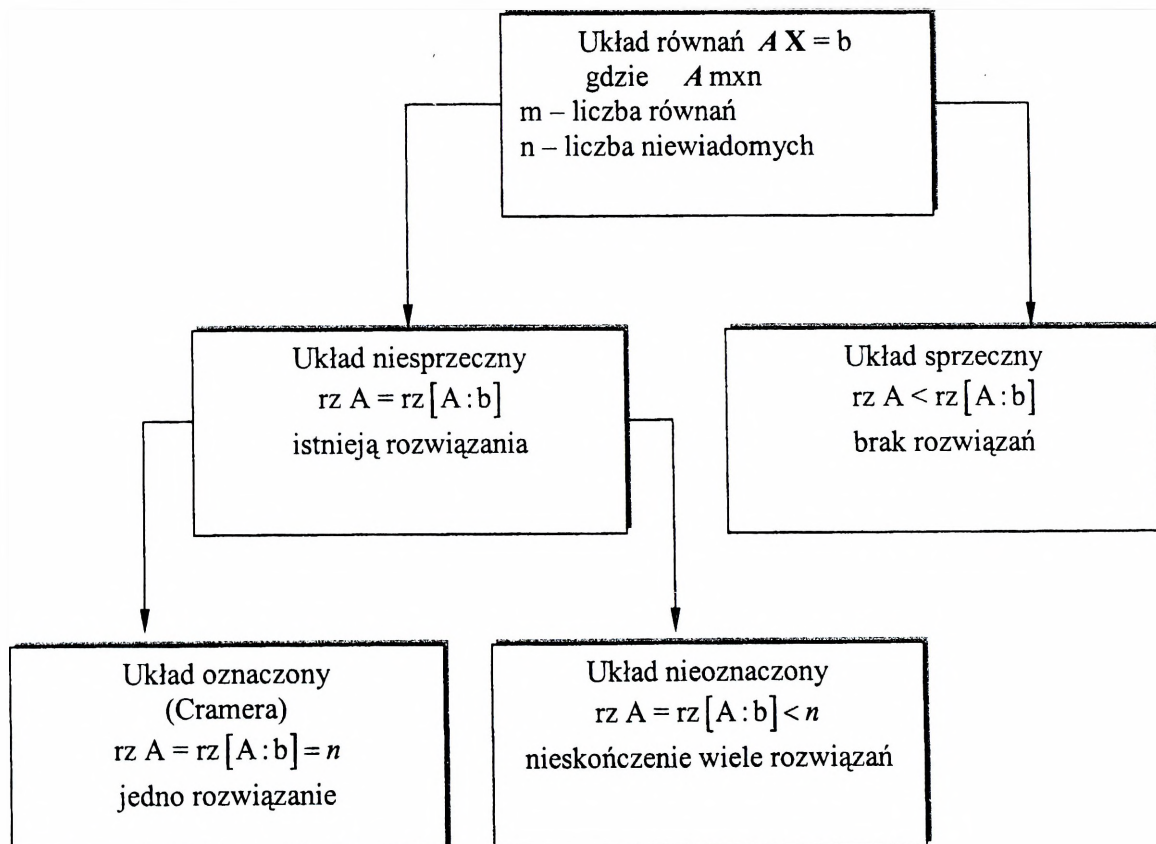 Układ równań A X = b
gdzie A mxn
m – liczba równań
n – liczba niewiadomych
Układ niesprzeczny
rz A = rz [A : b]
istnieją rozwiązania
Układ sprzeczny
rz A < rz [A : b]
brak rozwiązań
Układ oznaczony
(Cramera)
rz A = rz [A : b] = n
jedno rozwiązanie
Układ nieoznaczony
rz A = rz [A : b] < n
nieskończenie wiele rozwiązań